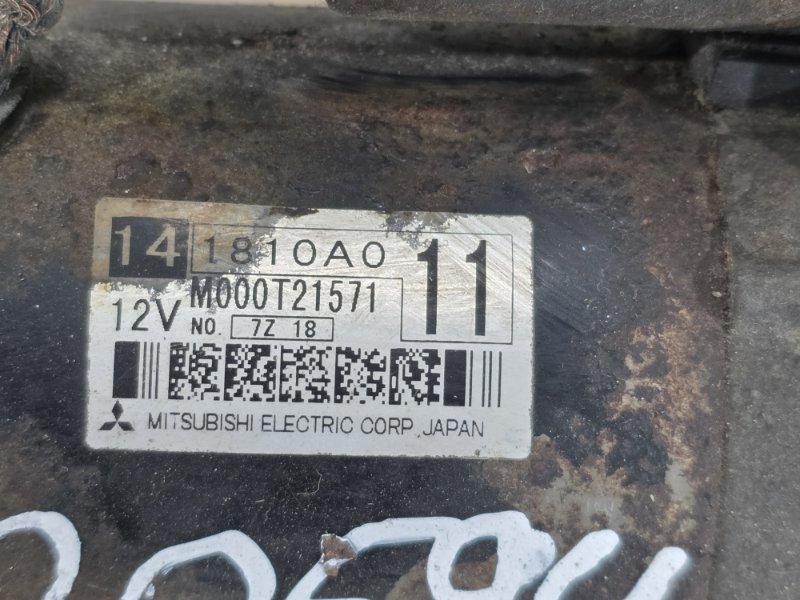 14 1810A0 11
12V M000T21571
NO. 7Z 18
MITSUBISHI ELECTRIC CORP. JAPAN